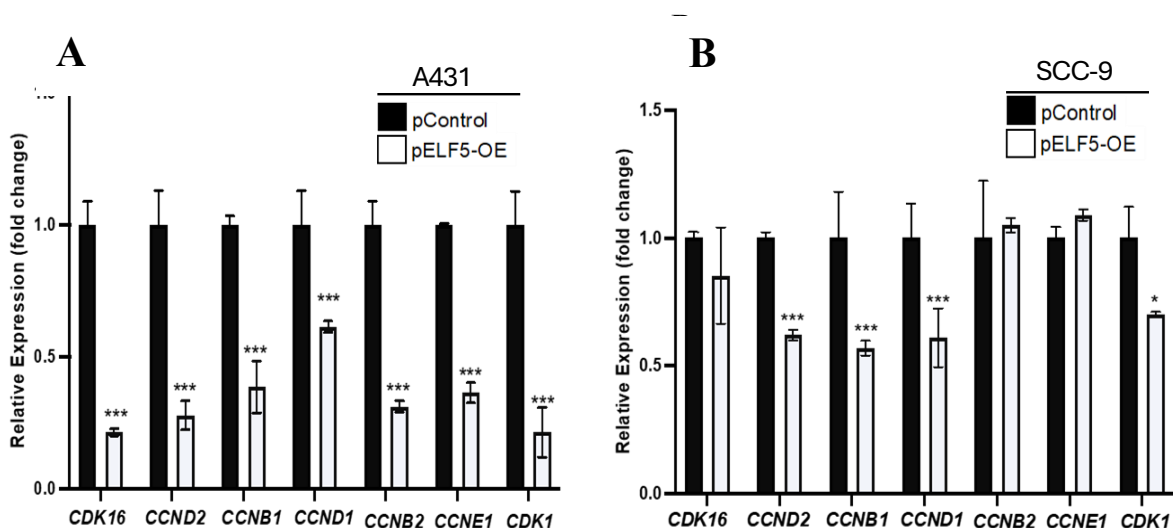 A
A431
pControl
pELF5-OE
Relative Expression (fold change)
1.0
0.5
0.0
***
***
***
***
***
***
***
CDK16 CCND2 CCNB1 CCND1 CCNB2 CCNE1 CDK1
B
SCC-9
pControl
pELF5-OE
Relative Expression (fold change)
1.5
1.0
0.5
0.0
***
***
***
*
CDK16 CCND2 CCNB1 CCND1 CCNB2 CCNE1 CDK1